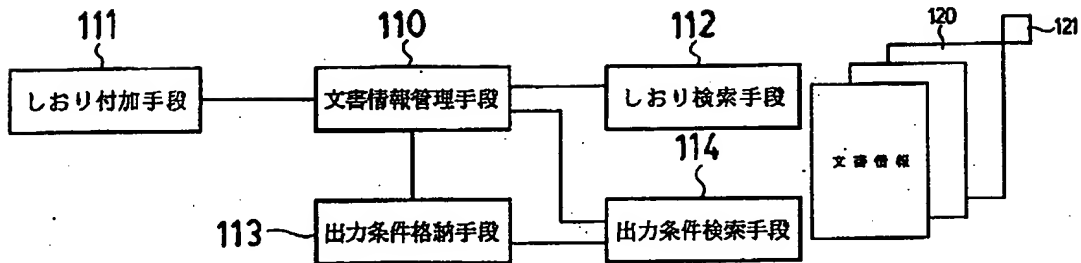 111
110
112
120
121
しおり付加手段
文書情報管理手段
しおり検索手段
文書情報
114
113
出力条件格納手段
出力条件検索手段